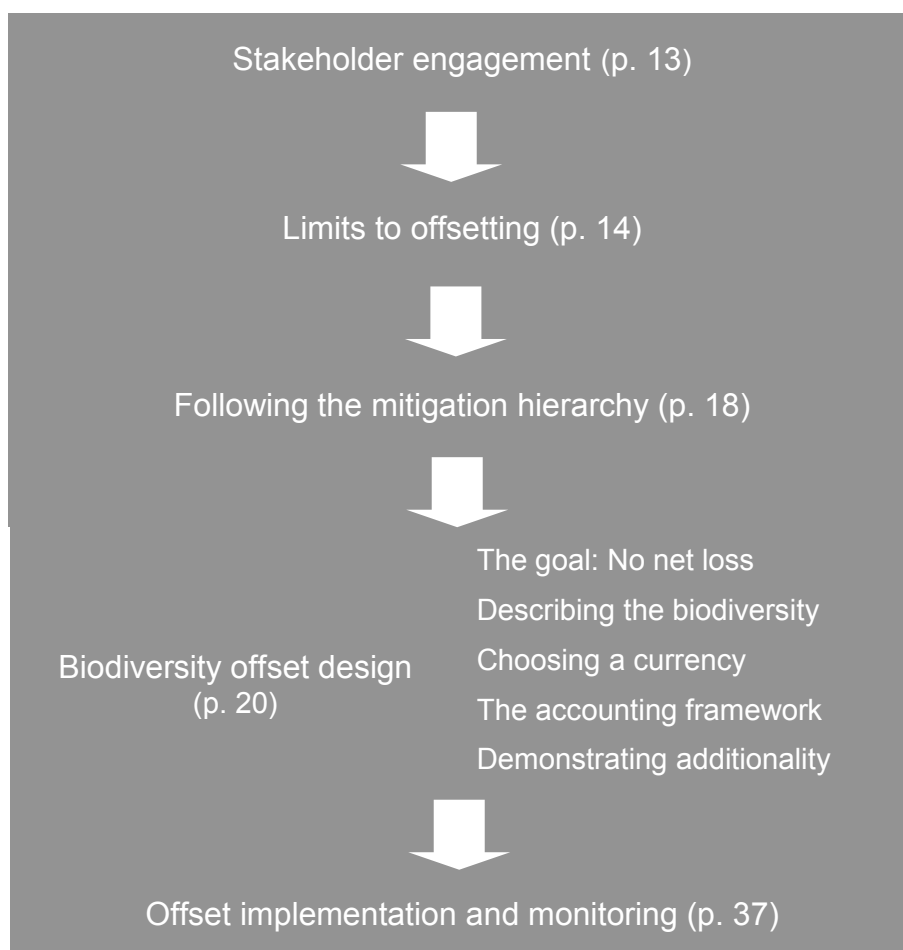 Stakeholder engagement (p. 13)
Limits to offsetting (p. 14)
Following the mitigation hierarchy (p. 18)
Biodiversity offset design
(p. 20)
The goal: No net loss
Describing the biodiversity
Choosing a currency
The accounting framework
Demonstrating additionality
Offset implementation and monitoring (p. 37)